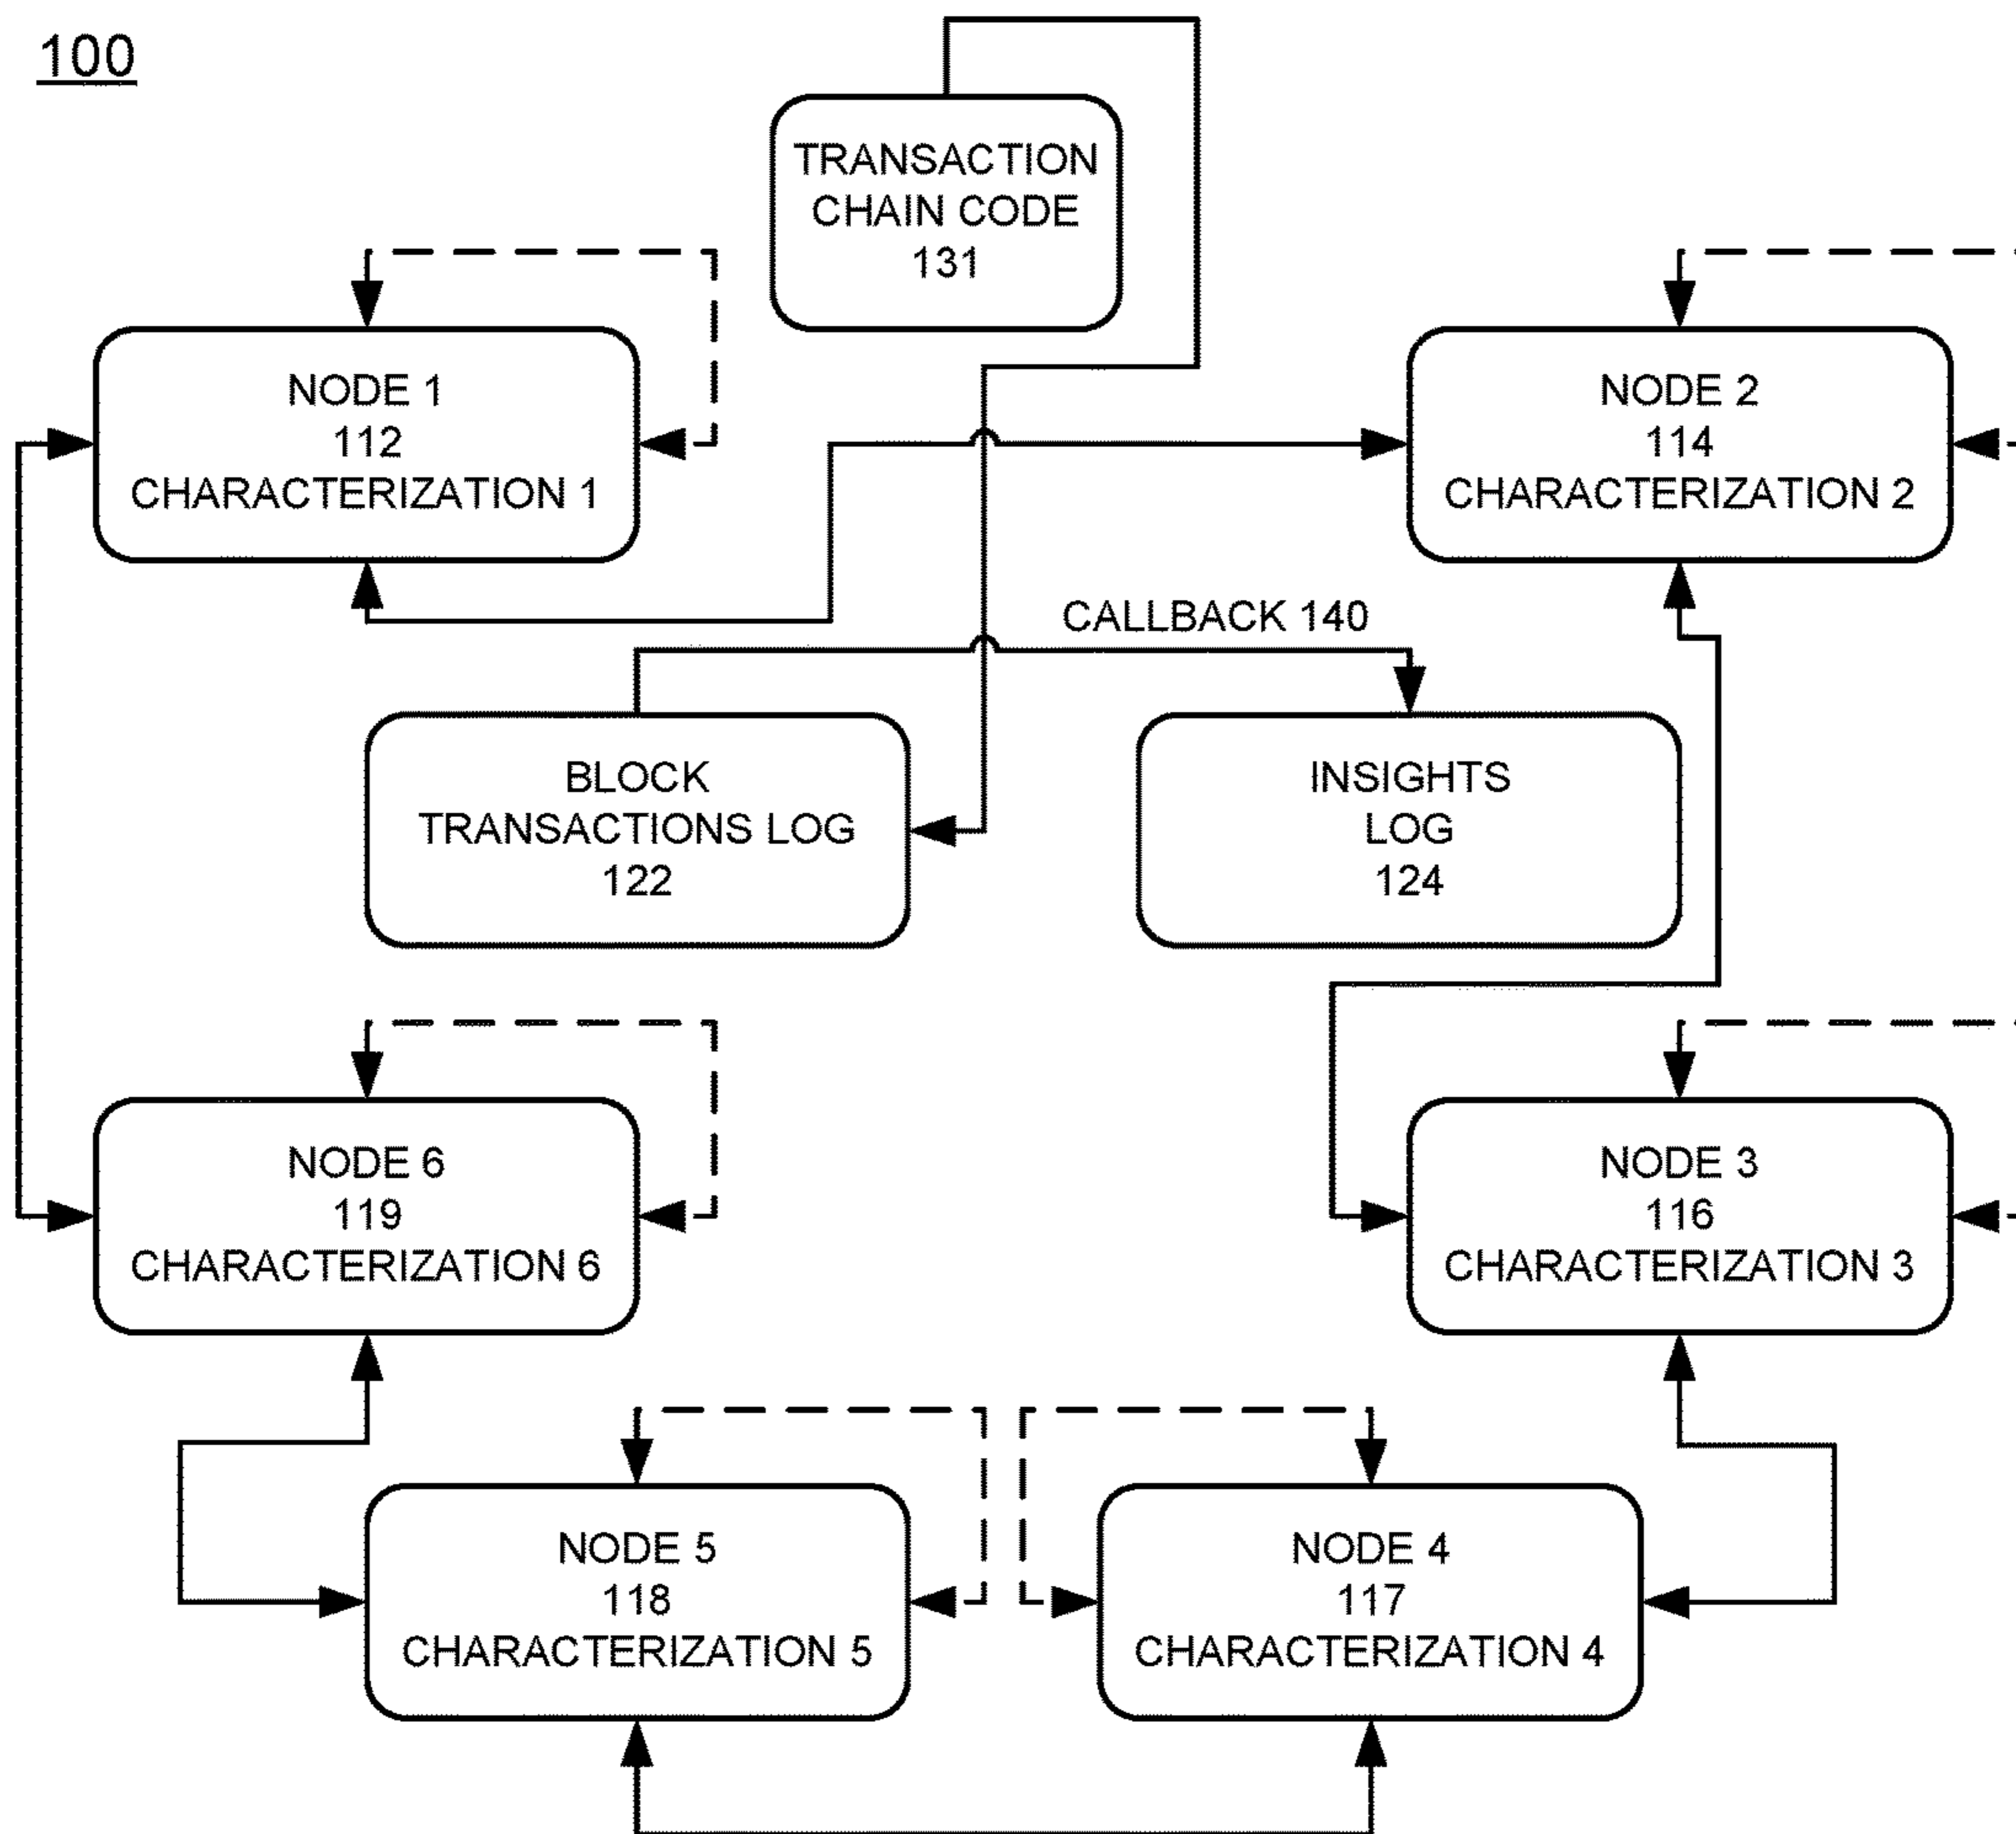 100
TRANSACTION
CHAIN CODE
131
NODE 1
112
CHARACTERIZATION 1
NODE 2
114
CHARACTERIZATION 2
CALLBACK 140
BLOCK
TRANSACTIONS LOG
122
INSIGHTS
LOG
124
NODE 6
119
CHARACTERIZATION 6
NODE 3
116
CHARACTERIZATION 3
NODE 5
118
CHARACTERIZATION 5
NODE 4
117
CHARACTERIZATION 4